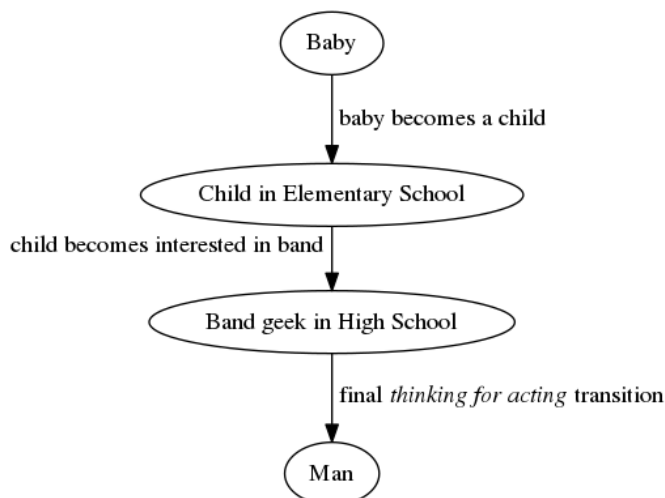 Baby
baby becomes a child
Child in Elementary School
child becomes interested in band
Band geek in High School
final thinking for acting transition
Man